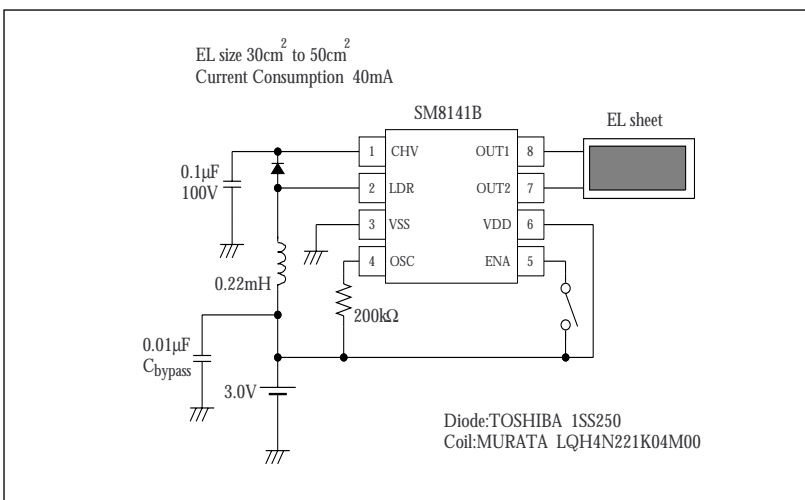 EL size 30cm² to 50cm²
Current Consumption 40mA
SM8141B
EL sheet
1 CHV OUT1 8
0.1μF
100V
2 LDR OUT2 7
3 VSS VDD 6
4 OSC ENA 5
0.22mH
200kΩ
0.01μF
Cbypass
3.0V
Diode:TOSHIBA 1SS250
Coil:MURATA LQH4N221K04M00